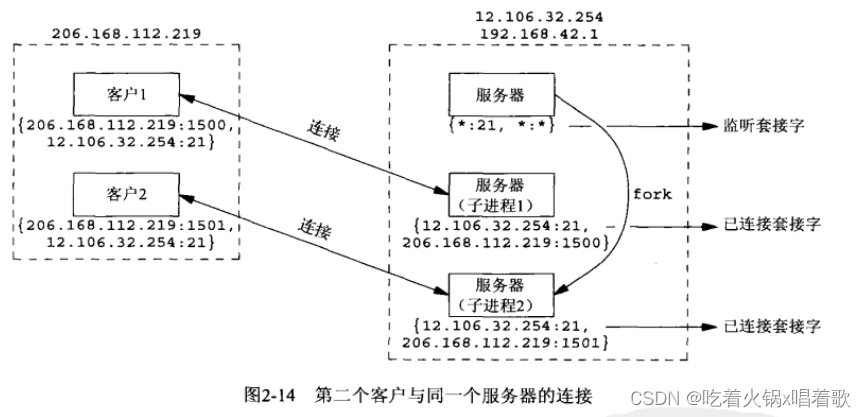 206.168.112.219
12.106.32.254
192.168.42.1
客户1
{206.168.112.219:1500,
12.106.32.254:21}
客户2
{206.168.112.219:1501,
12.106.32.254:21}
连接
连接
服务器
{*:21, *:*}
监听套接字
fork
服务器
(子进程1)
{12.106.32.254:21,
206.168.112.219:1500}
已连接套接字
服务器
(子进程2)
{12.106.32.254:21,
206.168.112.219:1501}
已连接套接字
图2-14 第二个客户与同一个服务器的连接
CSDN @吃着火锅x唱着歌